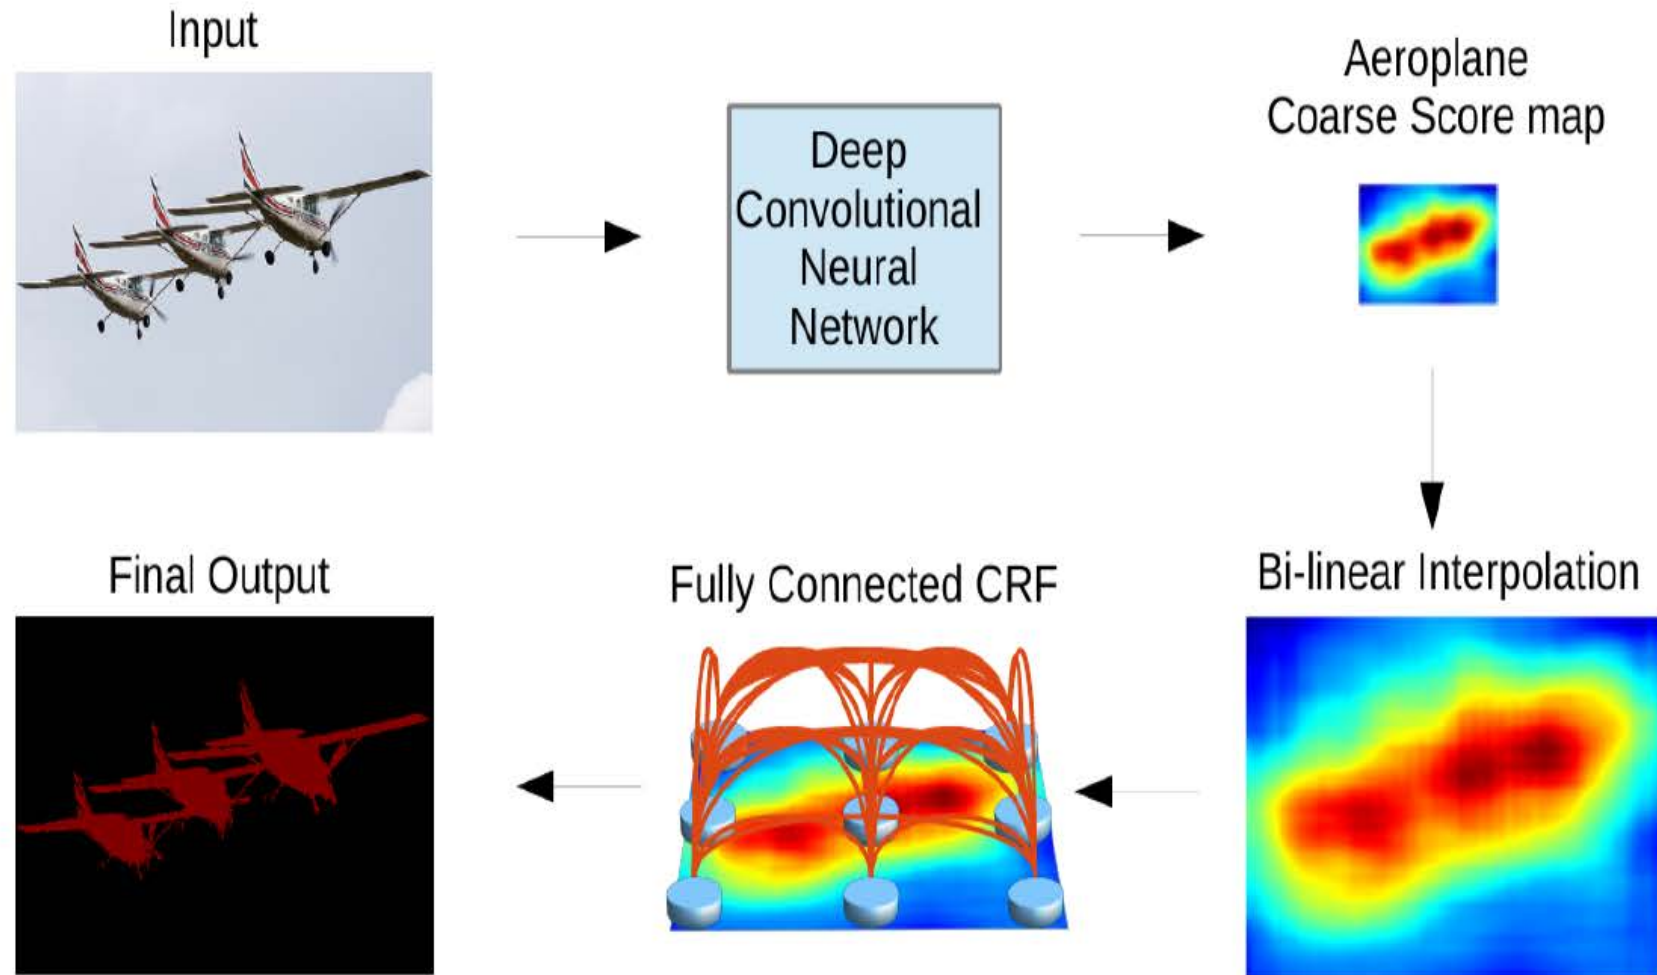 Input
Deep
Convolutional
Neural
Network
Aeroplane
Coarse Score map
Final Output
Fully Connected CRF
Bi-linear Interpolation